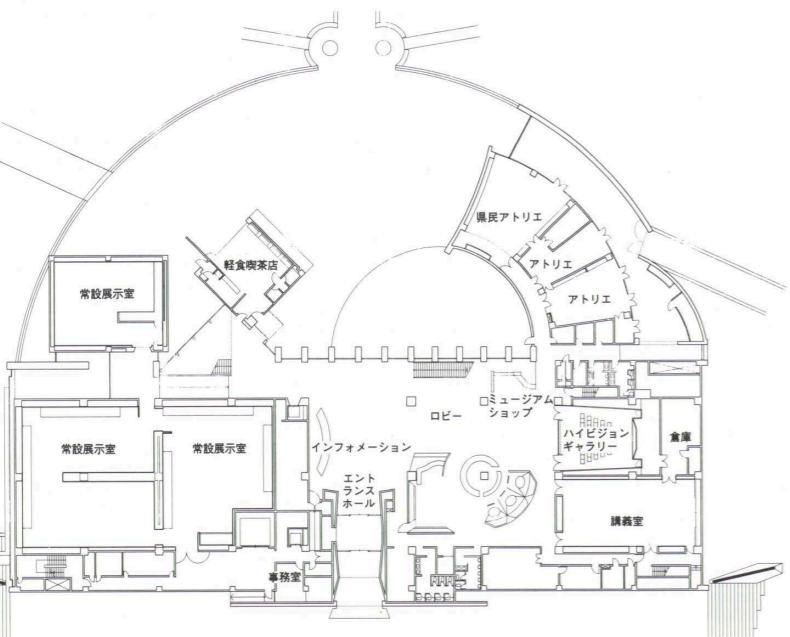 県民アトリエ
軽食喫茶店
アトリエ
常設展示室
アトリエ
ミュージアム
ショップ
ロビー
ハイビジョン
ギャラリー
倉庫
常設展示室
常設展示室
インフォメーション
エント
ランス
ホール
講義室
事務室